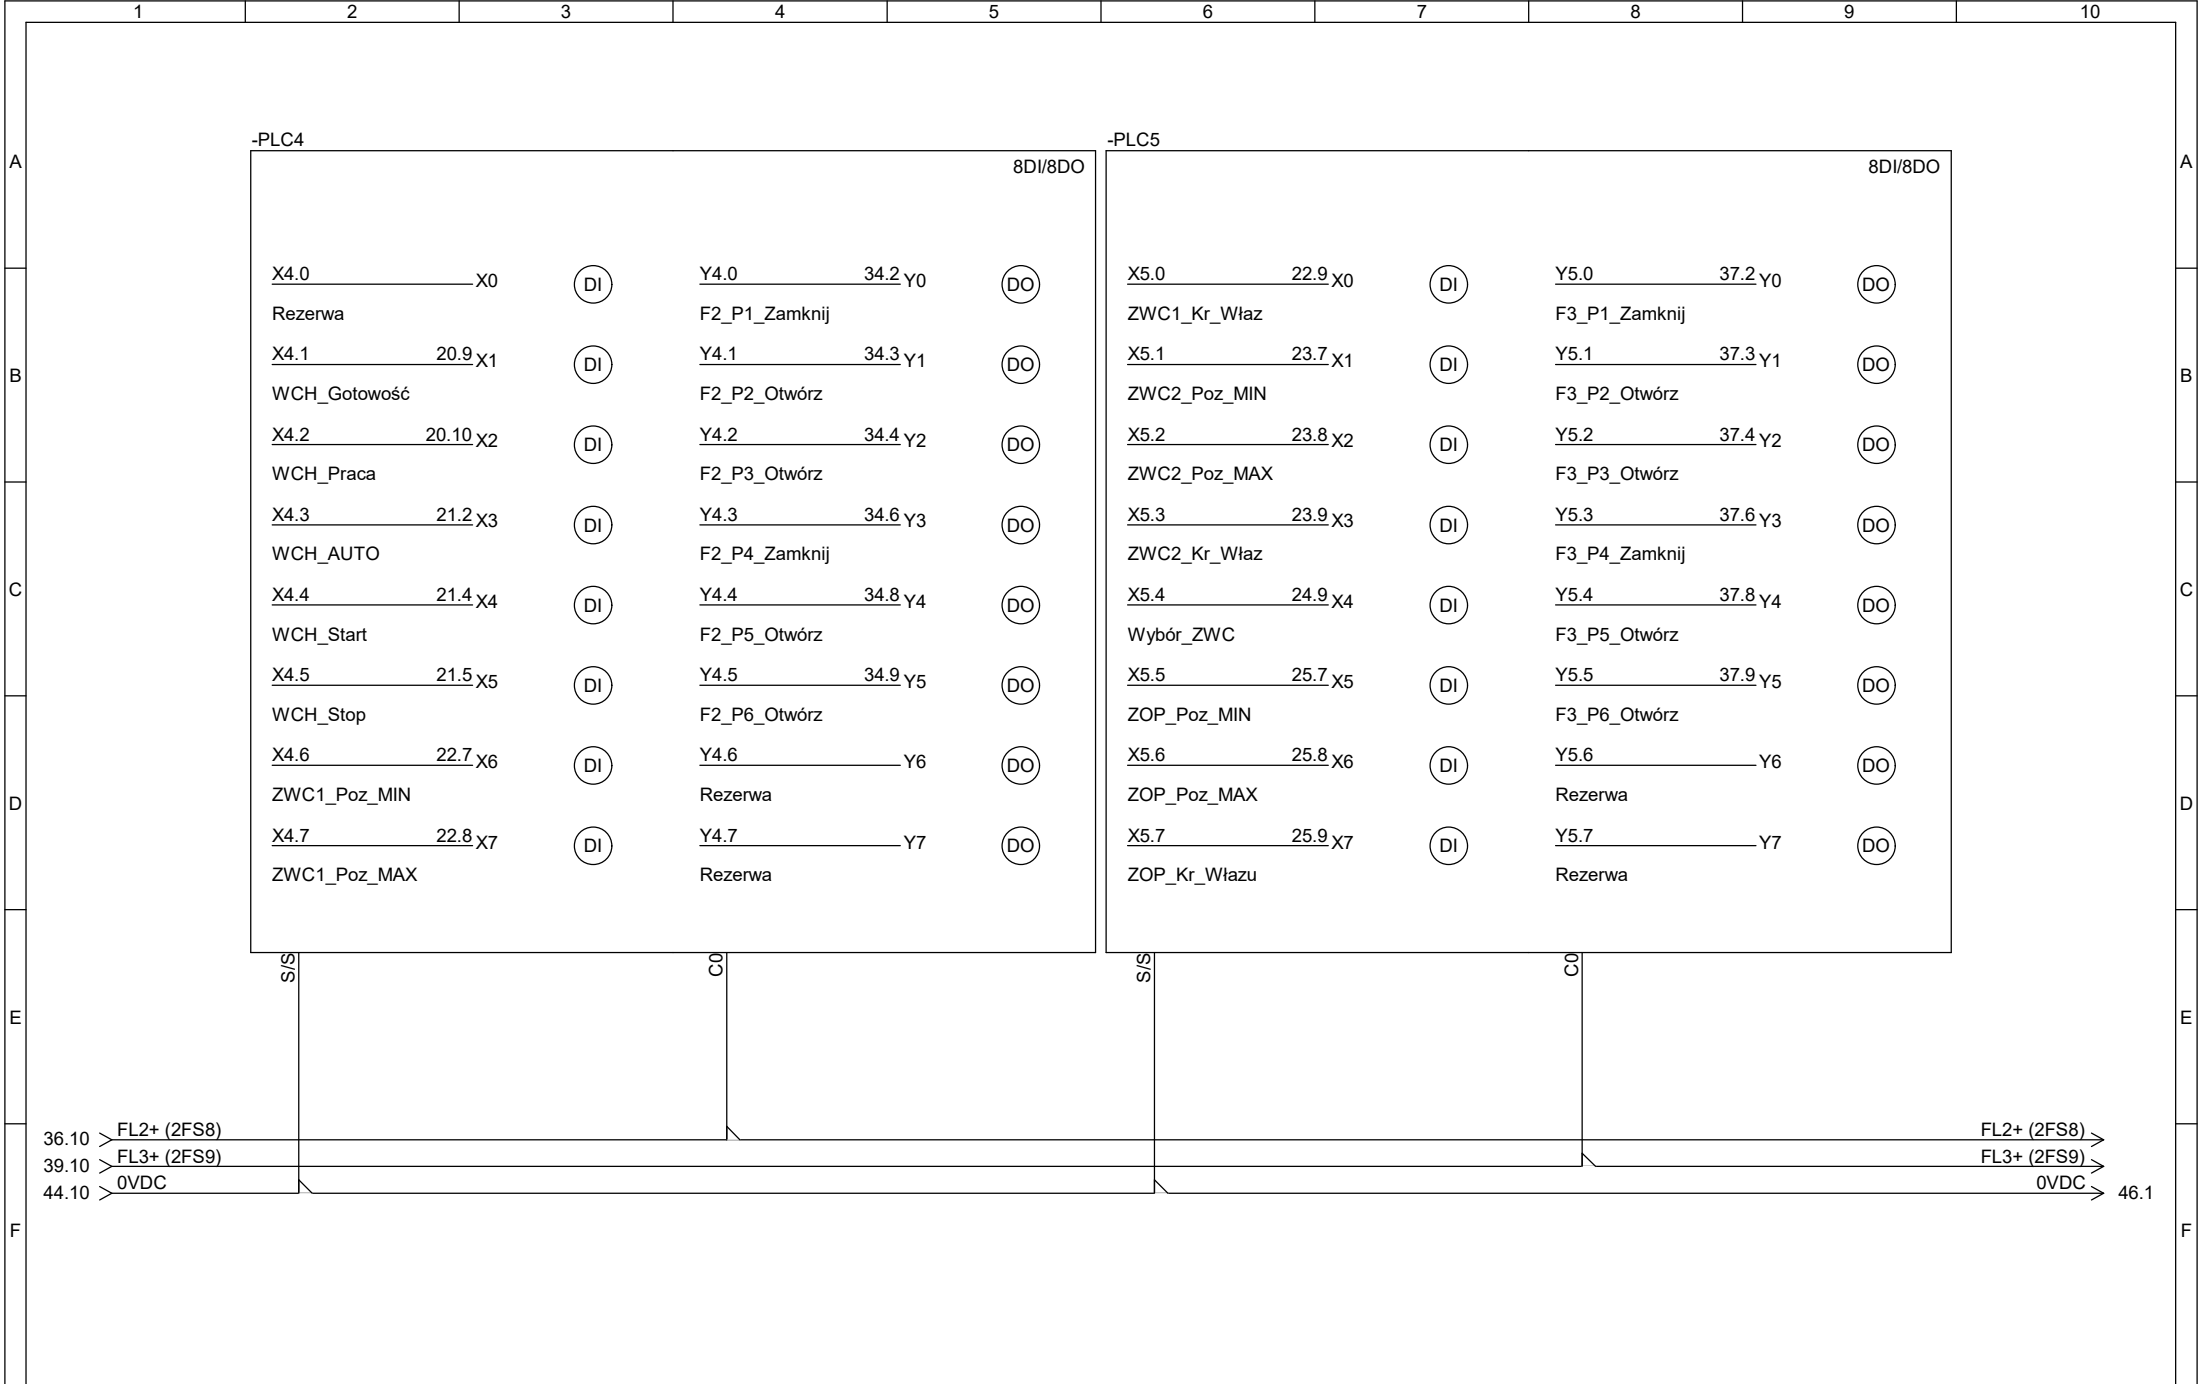 1 2 3 4 5 6 7 8 9 10
-PLC4 -PLC5
A 8DI/8DO 8DI/8DO A
X4.0 X0 DI Y4.0 34.2 Y0 DO X5.0 22.9 X0 DI Y5.0 37.2 Y0 DO
Rezerwa F2_P1_Zamknij ZWC1_Kr_Właz F3_P1_Zamknij
X4.1 20.9 X1 DI Y4.1 34.3 Y1 DO X5.1 23.7 X1 DI Y5.1 37.3 Y1 DO
B B
WCH_Gotowość F2_P2_Otwórz ZWC2_Poz_MIN F3_P2_Otwórz
X4.2 20.10 X2 DI Y4.2 34.4 Y2 DO X5.2 23.8 X2 DI Y5.2 37.4 Y2 DO
WCH_Praca F2_P3_Otwórz ZWC2_Poz_MAX F3_P3_Otwórz
X4.3 21.2 X3 DI Y4.3 34.6 Y3 DO X5.3 23.9 X3 DI Y5.3 37.6 Y3 DO
WCH_AUTO F2_P4_Zamknij ZWC2_Kr_Właz F3_P4_Zamknij
C C
X4.4 21.4 X4 DI Y4.4 34.8 Y4 DO X5.4 24.9 X4 DI Y5.4 37.8 Y4 DO
WCH_Start F2_P5_Otwórz Wybór_ZWC F3_P5_Otwórz
X4.5 21.5 X5 DI Y4.5 34.9 Y5 DO X5.5 25.7 X5 DI Y5.5 37.9 Y5 DO
WCH_Stop F2_P6_Otwórz ZOP_Poz_MIN F3_P6_Otwórz
X4.6 22.7 X6 DI Y4.6 Y6 DO X5.6 25.8 X6 DI Y5.6 Y6 DO
ZWC1_Poz_MIN Rezerwa ZOP_Poz_MAX Rezerwa
D D
X4.7 22.8 X7 DI Y4.7 Y7 DO X5.7 25.9 X7 DI Y5.7 Y7 DO
ZWC1_Poz_MAX Rezerwa ZOP_Kr_Włazu Rezerwa
S/S C0 S/S C0
E E
36.10 FL2+ (2FS8) FL2+ (2FS8)
39.10 FL3+ (2FS9) FL3+ (2FS9)
44.10 0VDC 0VDC 46.1
F F